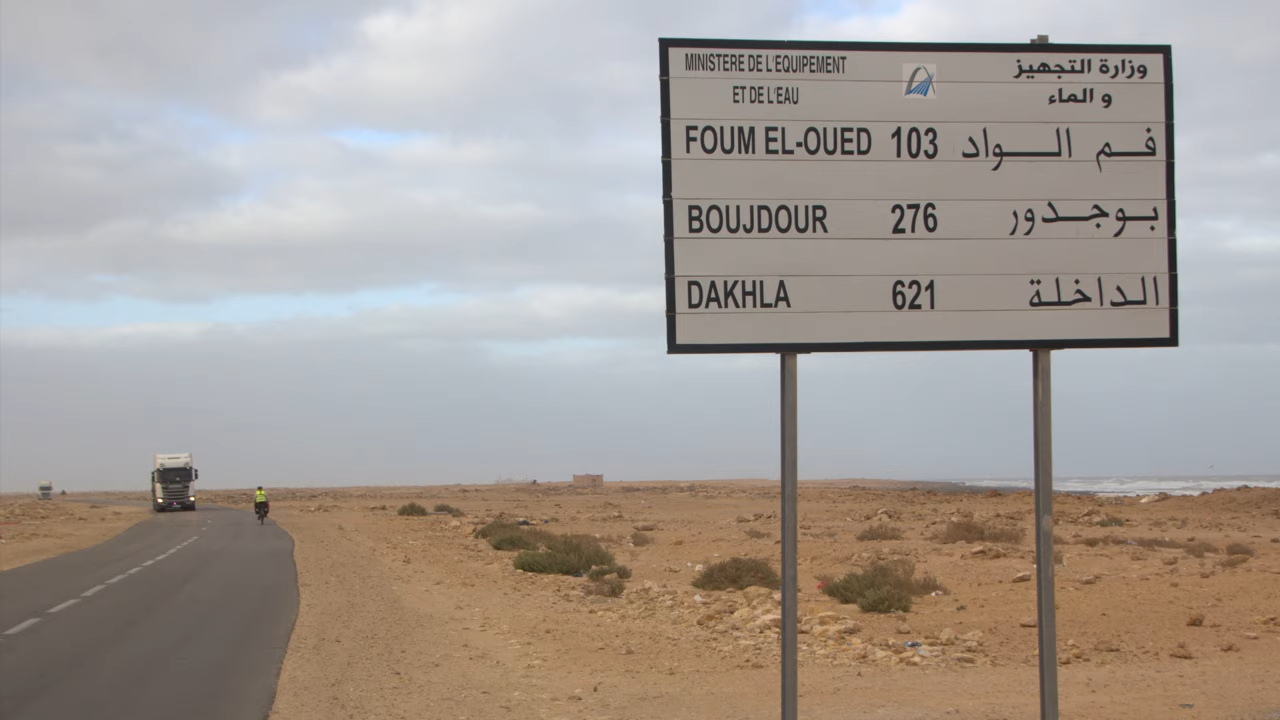 MINISTERE DE L'EQUIPEMENT وزارة التجهيز
ET DE L'EAU و الماء
FOUM EL-OUED 103 فم الواد
BOUJDOUR 276 بوجدور
DAKHLA 621 الداخلة